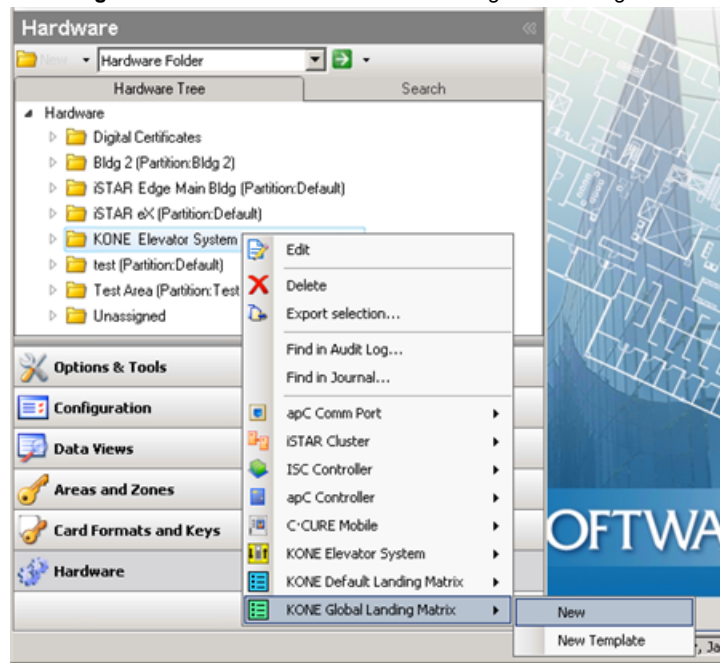 Hardware
New
Hardware Folder
Hardware Tree
Search
Hardware
Digital Certificates
Bldg 2 (Partition:Bldg 2)
iSTAR Edge Main Bldg (Partition:Default)
iSTAR eX (Partition:Default)
KONE Elevator System
test (Partition:Default)
Test Area (Partition:Test
Unassigned
Options & Tools
Configuration
Data Views
Areas and Zones
Card Formats and Keys
Hardware
Edit
Delete
Export selection...
Find in Audit Log...
Find in Journal...
apC Comm Port
iSTAR Cluster
ISC Controller
apC Controller
C•CURE Mobile
KONE Elevator System
KONE Default Landing Matrix
KONE Global Landing Matrix
New
New Template
OFTWA
, Ja